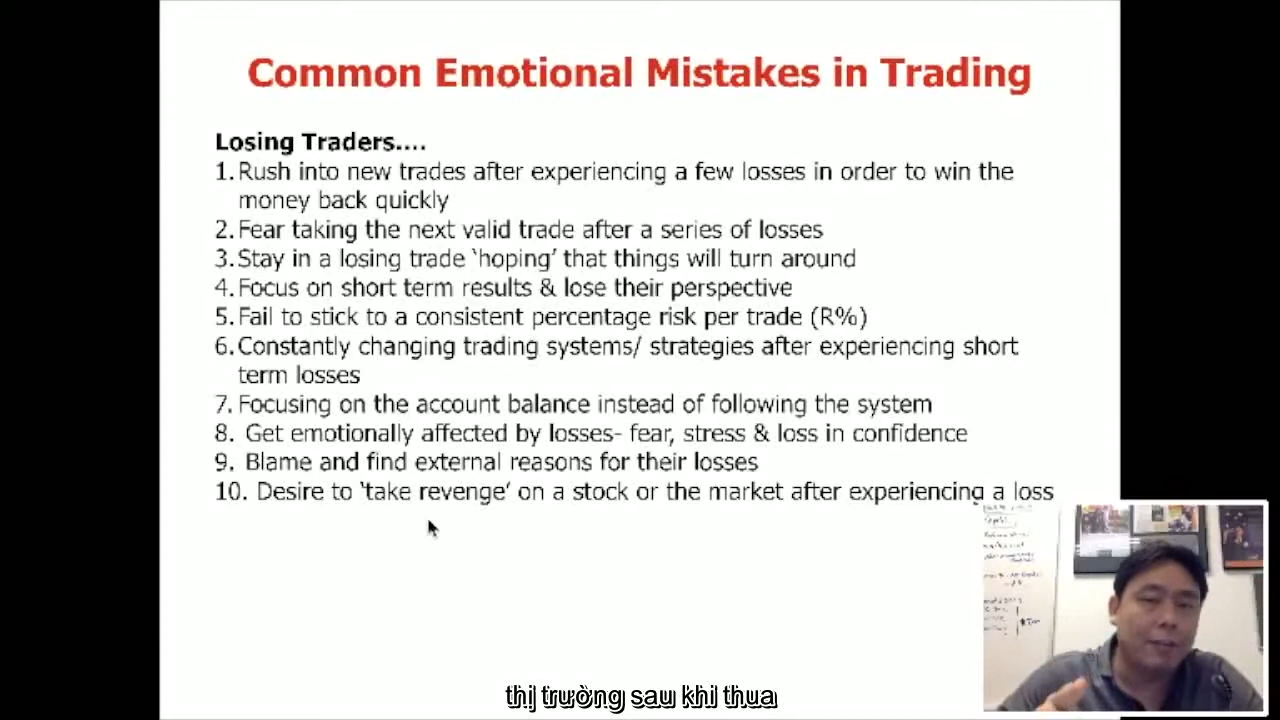 Common Emotional Mistakes in Trading
Losing Traders....
1. Rush into new trades after experiencing a few losses in order to win the
money back quickly
2. Fear taking the next valid trade after a series of losses
3. Stay in a losing trade ‘hoping’ that things will turn around
4. Focus on short term results & lose their perspective
5. Fail to stick to a consistent percentage risk per trade (R%)
6. Constantly changing trading systems/ strategies after experiencing short
term losses
7. Focusing on the account balance instead of following the system
8. Get emotionally affected by losses- fear, stress & loss in confidence
9. Blame and find external reasons for their losses
10. Desire to ‘take revenge’ on a stock or the market after experiencing a loss
thị trường sau khi thua